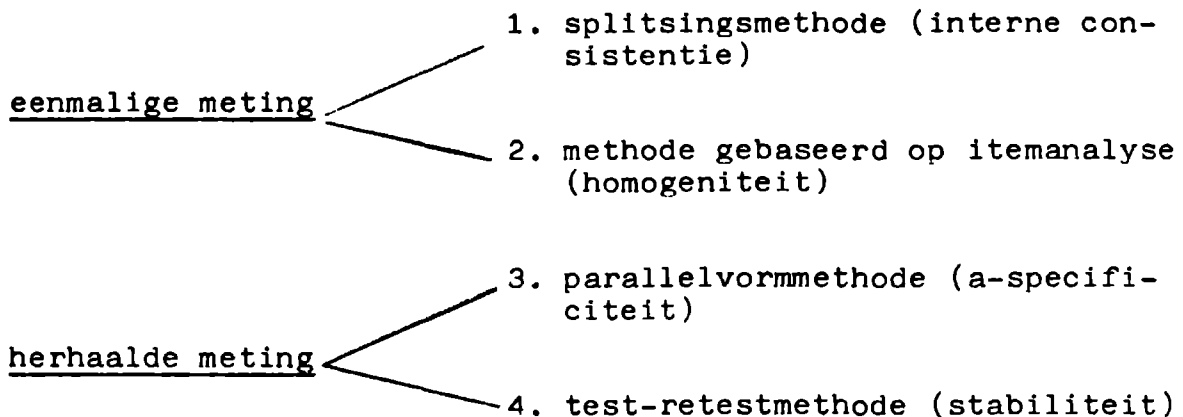 1. splitsingsmethode (interne con-
sistentie)
eenmalige meting
2. methode gebaseerd op itemanalyse
(homogeniteit)
3. parallelvormmethode (a-specifi-
citeit)
herhaalde meting
4. test-retestmethode (stabiliteit)